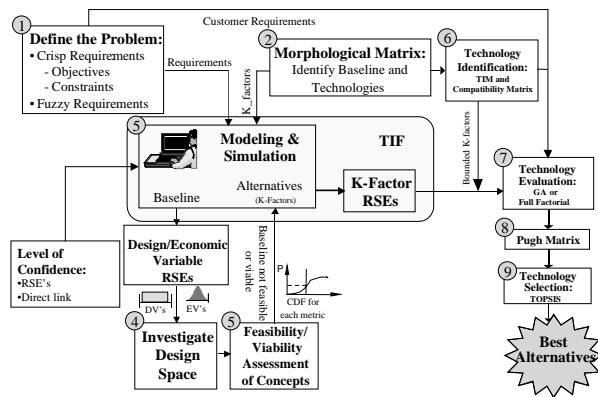 Customer Requirements
1
Define the Problem:
• Crisp Requirements
- Objectives
- Constraints
• Fuzzy Requirements
Requirements
K_factors
2
Morphological Matrix:
Identify Baseline and
Technologies
6
Technology
Identification:
TIM and
Compatibility Matrix
5
Modeling &
Simulation
TIF
Baseline
Alternatives
(K-Factors)
K-Factor
RSEs
Bounded K-factors
7
Technology
Evaluation:
GA or
Full Factorial
8
Pugh Matrix
9
Technology
Selection:
TOPSIS
Best
Alternatives
Level of
Confidence:
•RSE's
•Direct link
Design/Economic
Variable
RSEs
DV's
EV's
Baseline not feasible
or viable
P
CDF for
each metric
4
Investigate
Design
Space
5
Feasibility/
Viability
Assessment
of Concepts